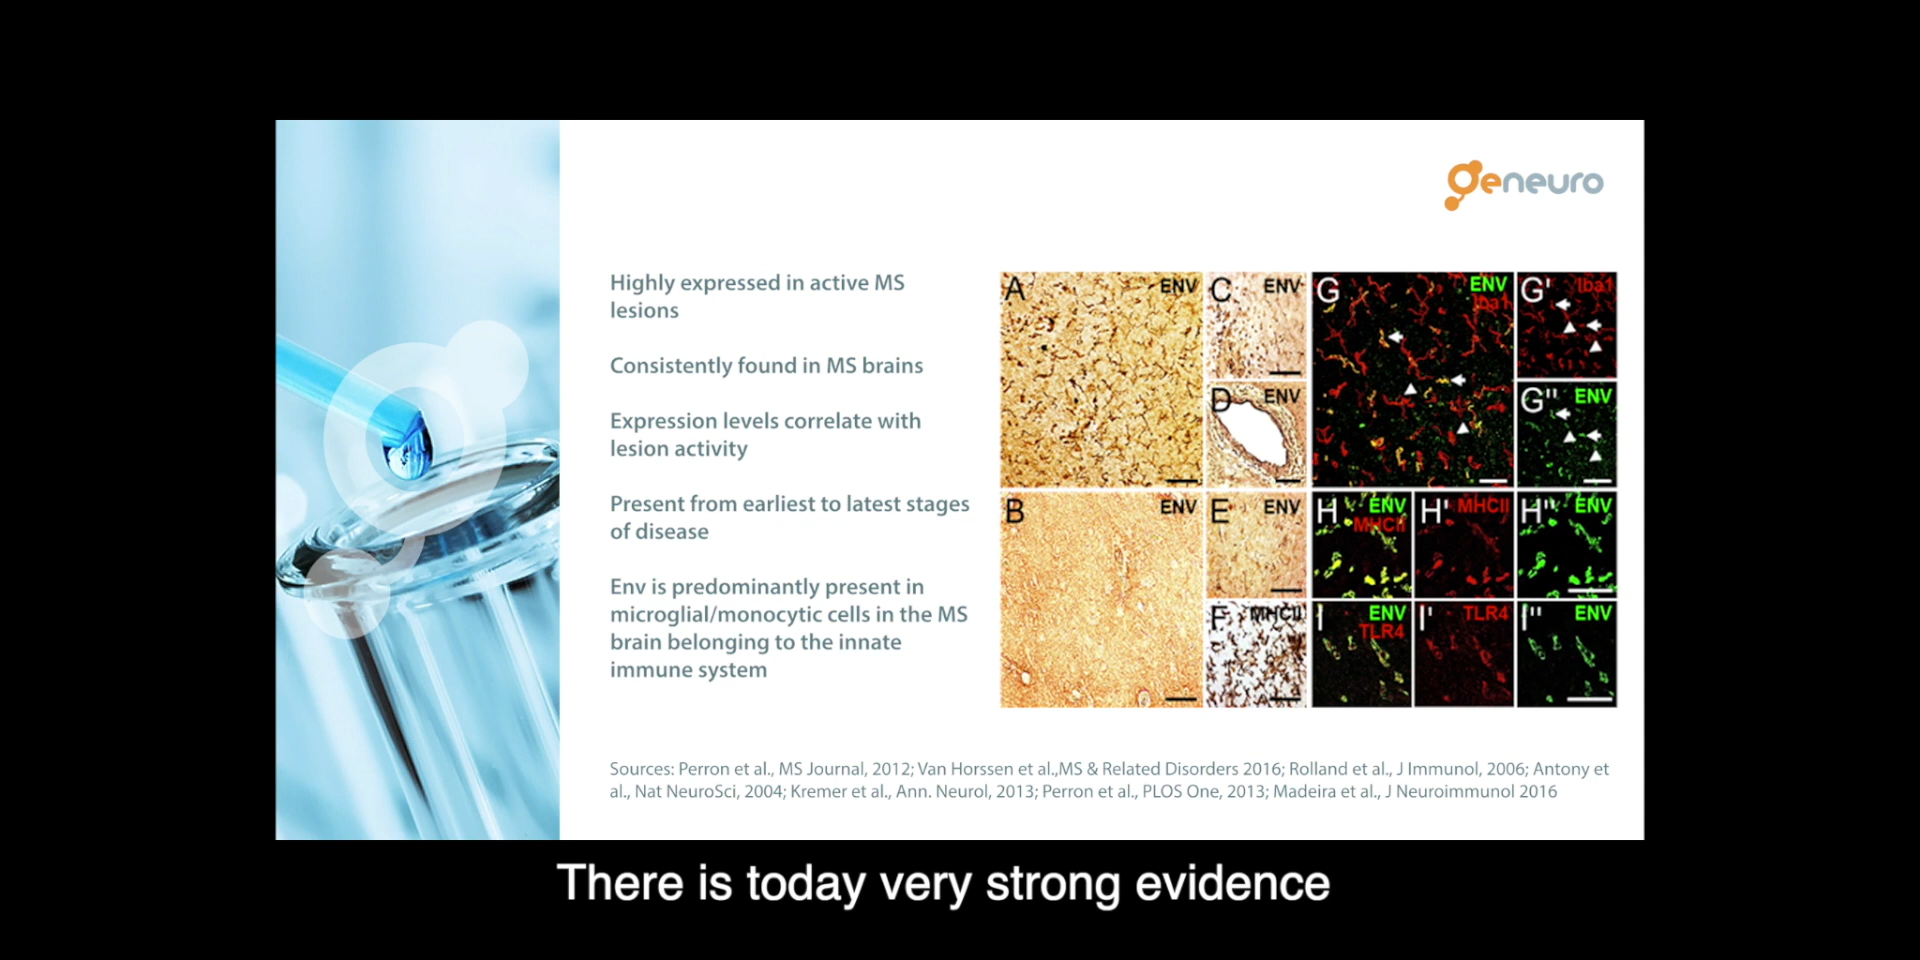 geneuro
Highly expressed in active MS
lesions
Consistently found in MS brains
Expression levels correlate with
lesion activity
Present from earliest to latest stages
of disease
Env is predominantly present in
microglial/monocytic cells in the MS
brain belonging to the innate
immune system
A ENV
C ENV
G ENV
Iba1
G' Iba1
D ENV
G" ENV
B ENV
E ENV
H ENV
MHCII
H' MHCII
H" ENV
F MHCII
I ENV
TLR4
I' TLR4
I" ENV
Sources: Perron et al., MS Journal, 2012; Van Horssen et al.,MS & Related Disorders 2016; Rolland et al., J Immunol, 2006; Antony et
al., Nat NeuroSci, 2004; Kremer et al., Ann. Neurol, 2013; Perron et al., PLOS One, 2013; Madeira et al., J Neuroimmunol 2016
There is today very strong evidence